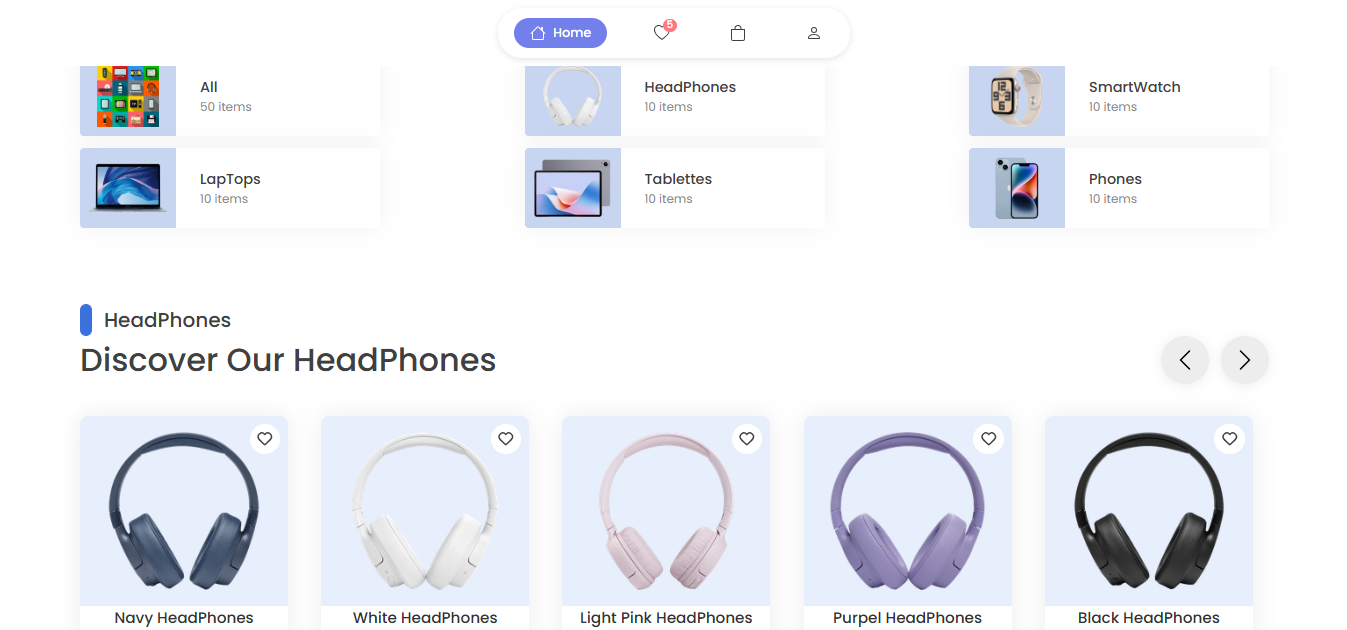 Home
5
All
50 items
HeadPhones
10 items
SmartWatch
10 items
LapTops
10 items
Tablettes
10 items
Phones
10 items
HeadPhones
Discover Our HeadPhones
Navy HeadPhones
White HeadPhones
Light Pink HeadPhones
Purpel HeadPhones
Black HeadPhones